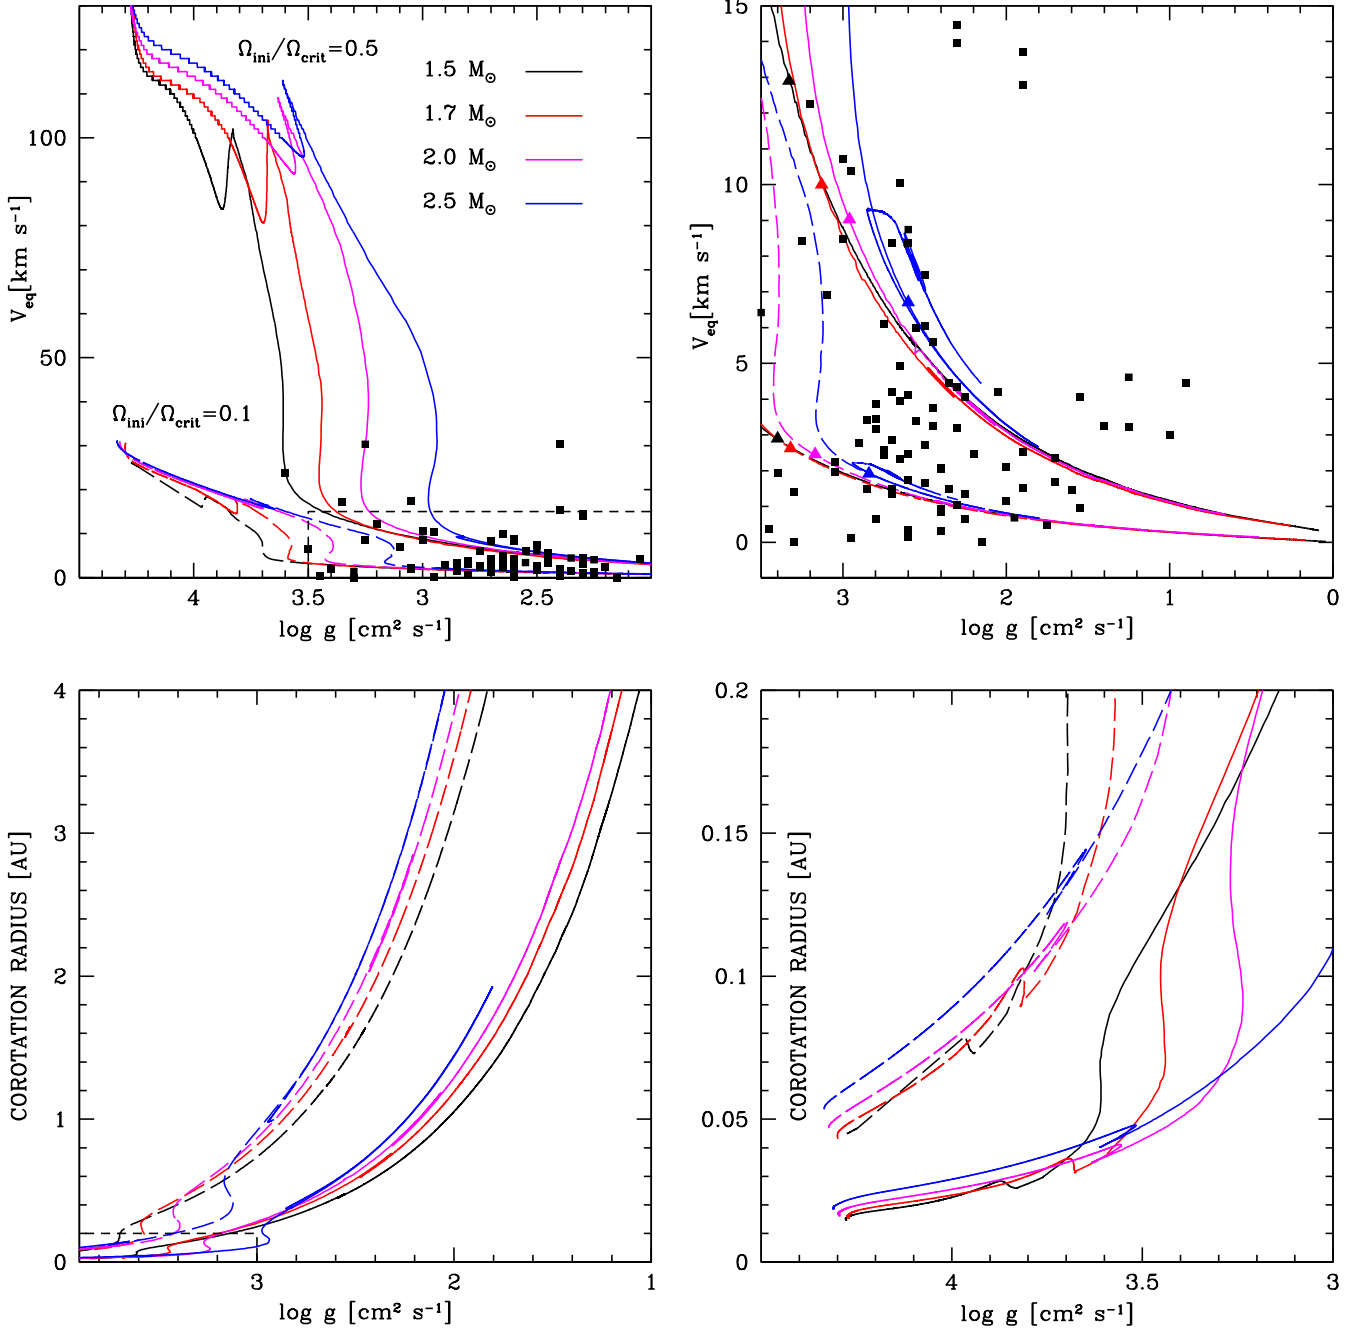 Ω_ini/Ω_crit=0.5
1.5 M⊙
1.7 M⊙
2.0 M⊙
2.5 M⊙
Ω_ini/Ω_crit=0.1
100
50
0
V_eq[km s⁻¹]
4
3.5
3
2.5
log g [cm² s⁻¹]
15
10
5
0
V_eq[km s⁻¹]
3
2
1
0
log g [cm² s⁻¹]
4
3
2
1
0
COROTATION RADIUS [AU]
3
2
1
log g [cm² s⁻¹]
0.2
0.15
0.1
0.05
0
COROTATION RADIUS [AU]
4
3.5
3
log g [cm² s⁻¹]